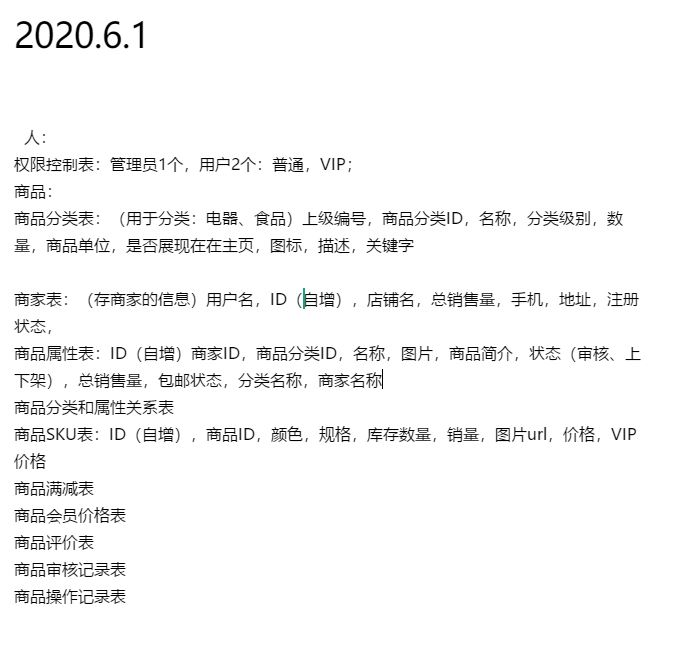 2020.6.1
人：
权限控制表：管理员1个，用户2个：普通，VIP；
商品：
商品分类表：（用于分类：电器、食品）上级编号，商品分类ID，名称，分类级别，数
量，商品单位，是否展现在在主页，图标，描述，关键字
商家表：（存商家的信息）用户名，ID（自增），店铺名，总销售量，手机，地址，注册
状态，
商品属性表：ID（自增）商家ID，商品分类ID，名称，图片，商品简介，状态（审核、上
下架），总销售量，包邮状态，分类名称，商家名称
商品分类和属性关系表
商品SKU表：ID（自增），商品ID，颜色，规格，库存数量，销量，图片url，价格，VIP
价格
商品满减表
商品会员价格表
商品评价表
商品审核记录表
商品操作记录表